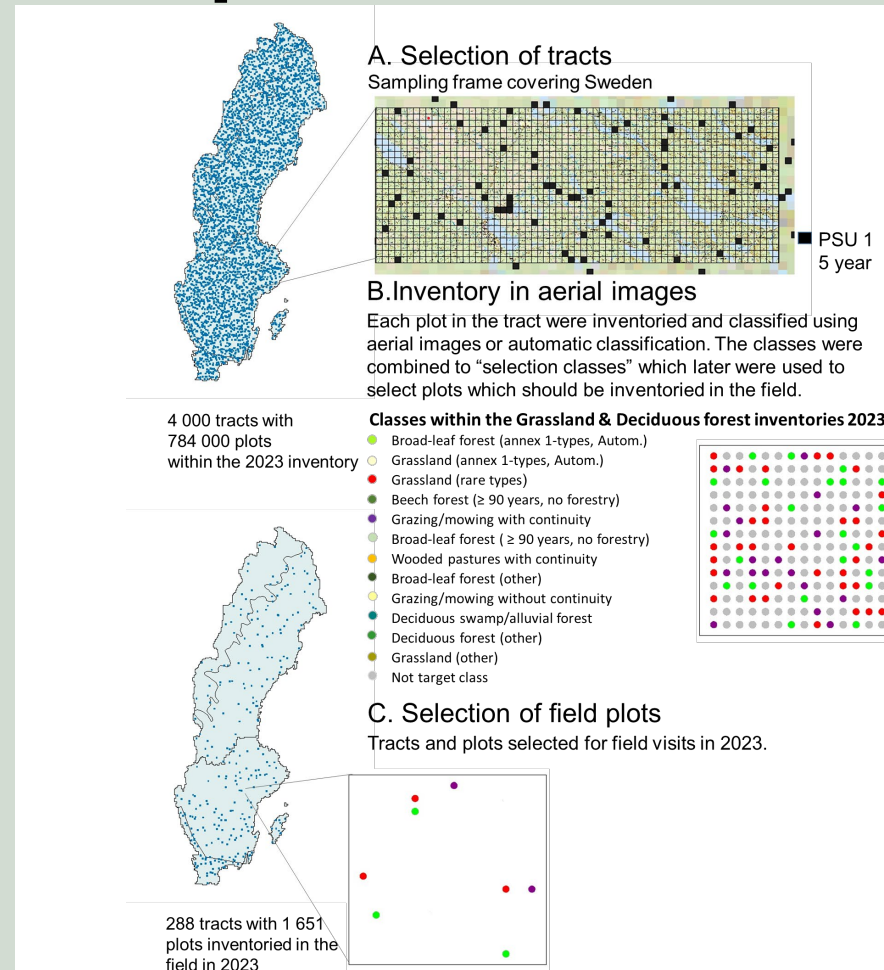 A. Selection of tracts
Sampling frame covering Sweden
PSU 1
5 year
B.Inventory in aerial images
Each plot in the tract were inventoried and classified using
aerial images or automatic classification. The classes were
combined to “selection classes” which later were used to
select plots which should be inventoried in the field.
4 000 tracts with
784 000 plots
within the 2023 inventory
Classes within the Grassland & Deciduous forest inventories 2023
Broad-leaf forest (annex 1-types, Autom.)
Grassland (annex 1-types, Autom.)
Grassland (rare types)
Beech forest (≥ 90 years, no forestry)
Grazing/mowing with continuity
Broad-leaf forest ( ≥ 90 years, no forestry)
Wooded pastures with continuity
Broad-leaf forest (other)
Grazing/mowing without continuity
Deciduous swamp/alluvial forest
Deciduous forest (other)
Grassland (other)
Not target class
C. Selection of field plots
Tracts and plots selected for field visits in 2023.
288 tracts with 1 651
plots inventoried in the
field in 2023